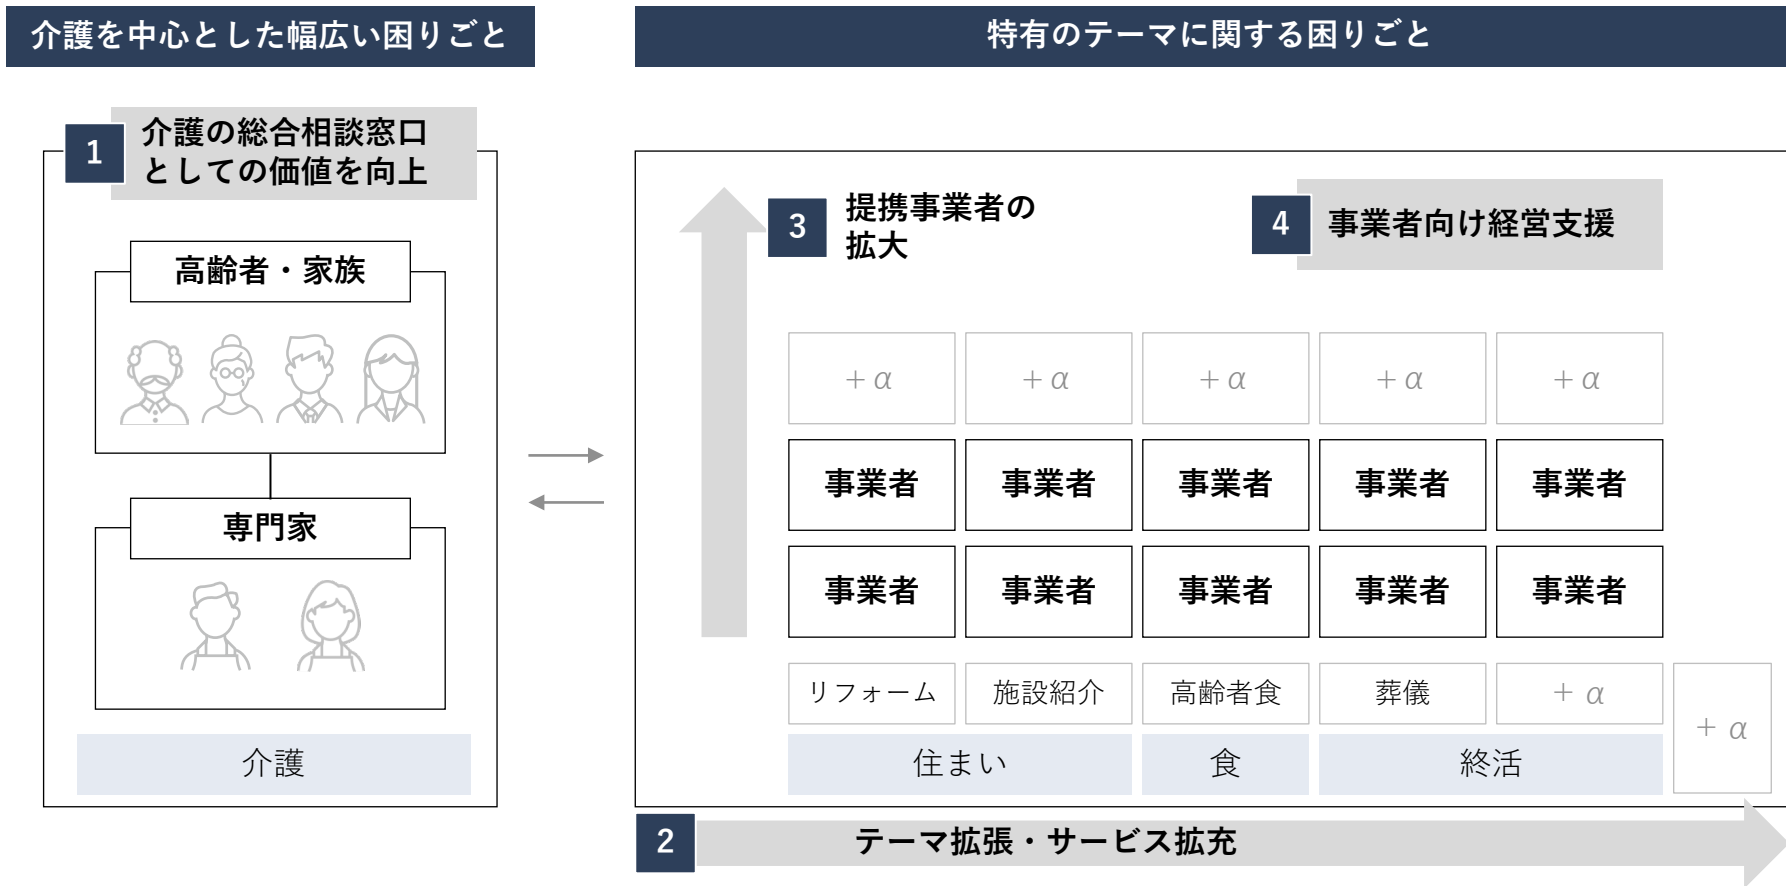 介護を中心とした幅広い困りごと
特有のテーマに関する困りごと
1
介護の総合相談窓口
としての価値を向上
高齢者・家族
専門家
介護
3
提携事業者の
拡大
4
事業者向け経営支援
+ α
+ α
+ α
+ α
+ α
事業者
事業者
事業者
事業者
事業者
事業者
事業者
事業者
事業者
事業者
リフォーム
施設紹介
高齢者食
葬儀
+ α
+ α
住まい
食
終活
2
テーマ拡張・サービス拡充